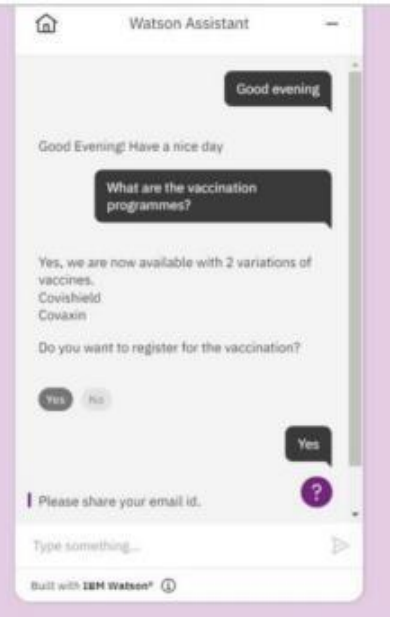 Watson Assistant
Good evening
Good Evening! Have a nice day
What are the vaccination
programmes?
Yes, we are now available with 2 variations of
vaccines.
Covishield
Covaxin
Do you want to register for the vaccination?
Yes
No
Yes
?
Please share your email id.
Type something...
Built with IBM Watson®